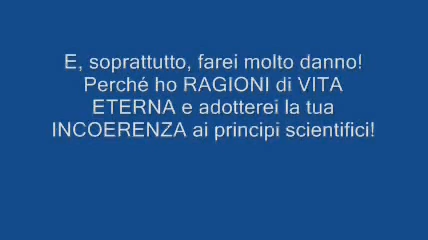 E, soprattutto, farei molto danno!
Perché ho RAGIONI di VITA
ETERNA e adotterei la tua
INCOERENZA ai principi scientifici!